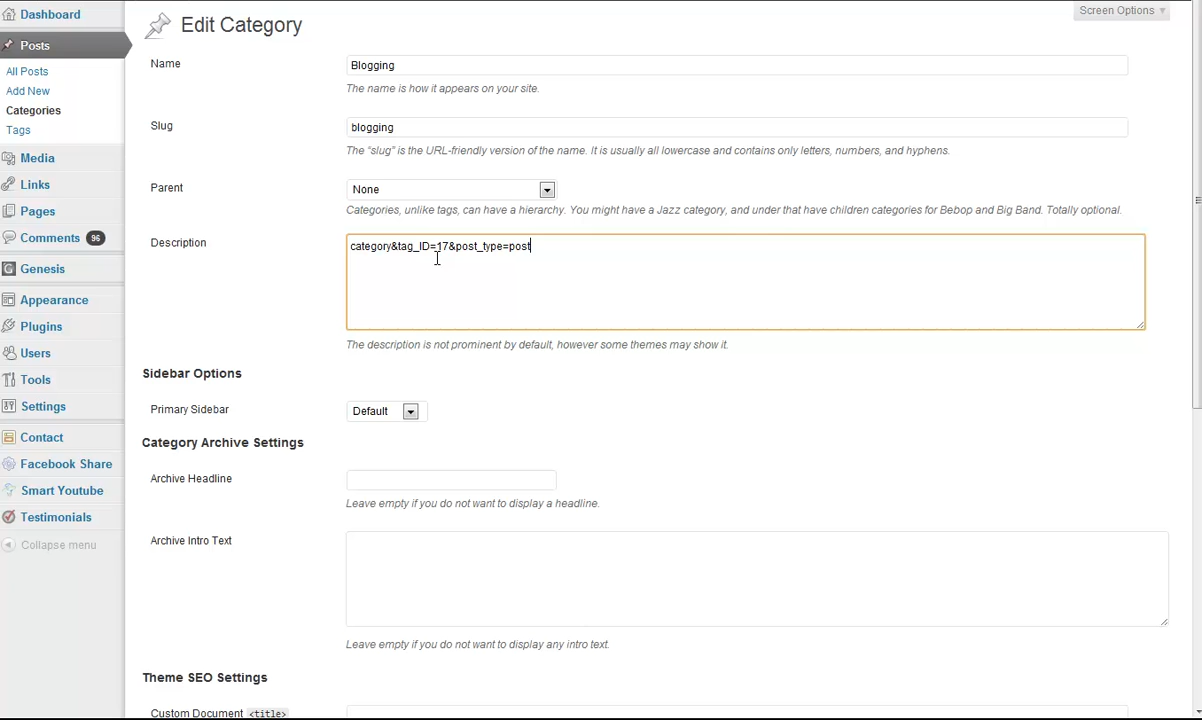 Dashboard
Screen Options
Edit Category
Posts
All Posts
Add New
Categories
Tags
Media
Links
Pages
Comments 96
Genesis
Appearance
Plugins
Users
Tools
Settings
Contact
Facebook Share
Smart Youtube
Testimonials
Collapse menu
Name
Blogging
The name is how it appears on your site.
Slug
blogging
The “slug” is the URL-friendly version of the name. It is usually all lowercase and contains only letters, numbers, and hyphens.
Parent
None
Categories, unlike tags, can have a hierarchy. You might have a Jazz category, and under that have children categories for Bebop and Big Band. Totally optional.
Description
category&tag_ID=17&post_type=post
The description is not prominent by default, however some themes may show it.
Sidebar Options
Primary Sidebar
Default
Category Archive Settings
Archive Headline
Leave empty if you do not want to display a headline.
Archive Intro Text
Leave empty if you do not want to display any intro text.
Theme SEO Settings
Custom Document <title>